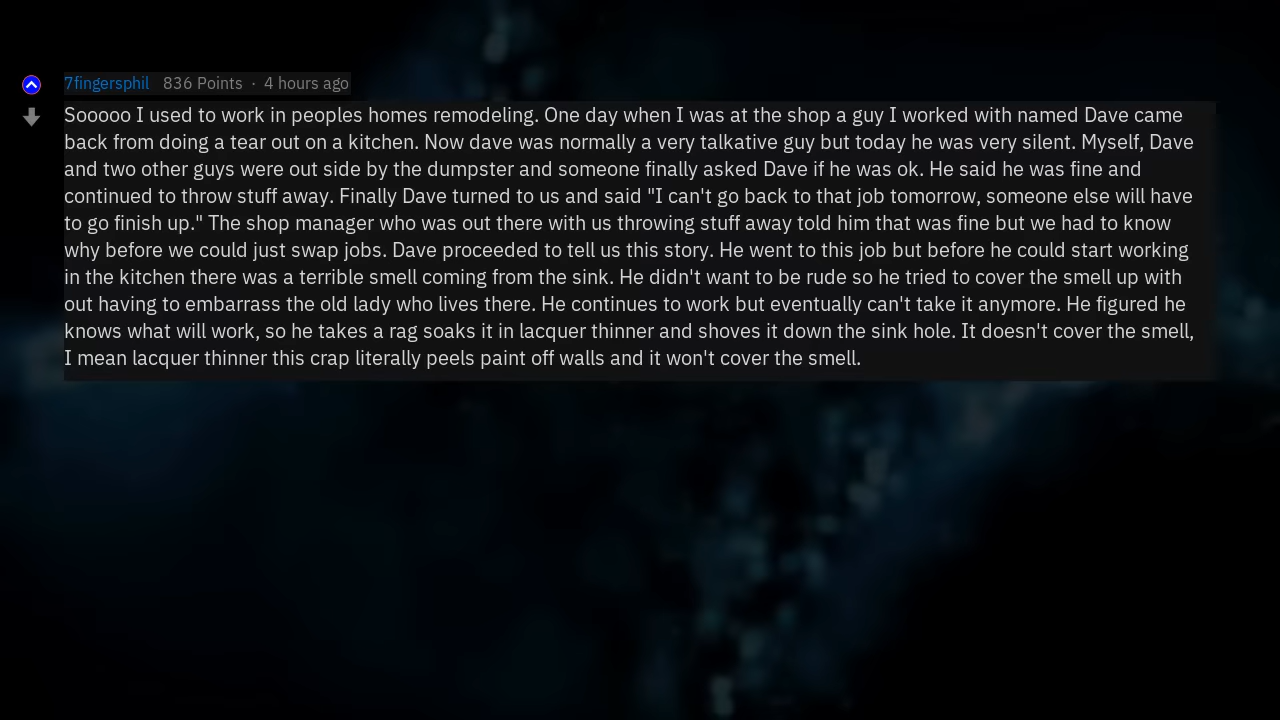 7fingersphil 836 Points · 4 hours ago
Sooooo I used to work in peoples homes remodeling. One day when I was at the shop a guy I worked with named Dave came
back from doing a tear out on a kitchen. Now dave was normally a very talkative guy but today he was very silent. Myself, Dave
and two other guys were out side by the dumpster and someone finally asked Dave if he was ok. He said he was fine and
continued to throw stuff away. Finally Dave turned to us and said "I can't go back to that job tomorrow, someone else will have
to go finish up." The shop manager who was out there with us throwing stuff away told him that was fine but we had to know
why before we could just swap jobs. Dave proceeded to tell us this story. He went to this job but before he could start working
in the kitchen there was a terrible smell coming from the sink. He didn't want to be rude so he tried to cover the smell up with
out having to embarrass the old lady who lives there. He continues to work but eventually can't take it anymore. He figured he
knows what will work, so he takes a rag soaks it in lacquer thinner and shoves it down the sink hole. It doesn't cover the smell,
I mean lacquer thinner this crap literally peels paint off walls and it won't cover the smell.